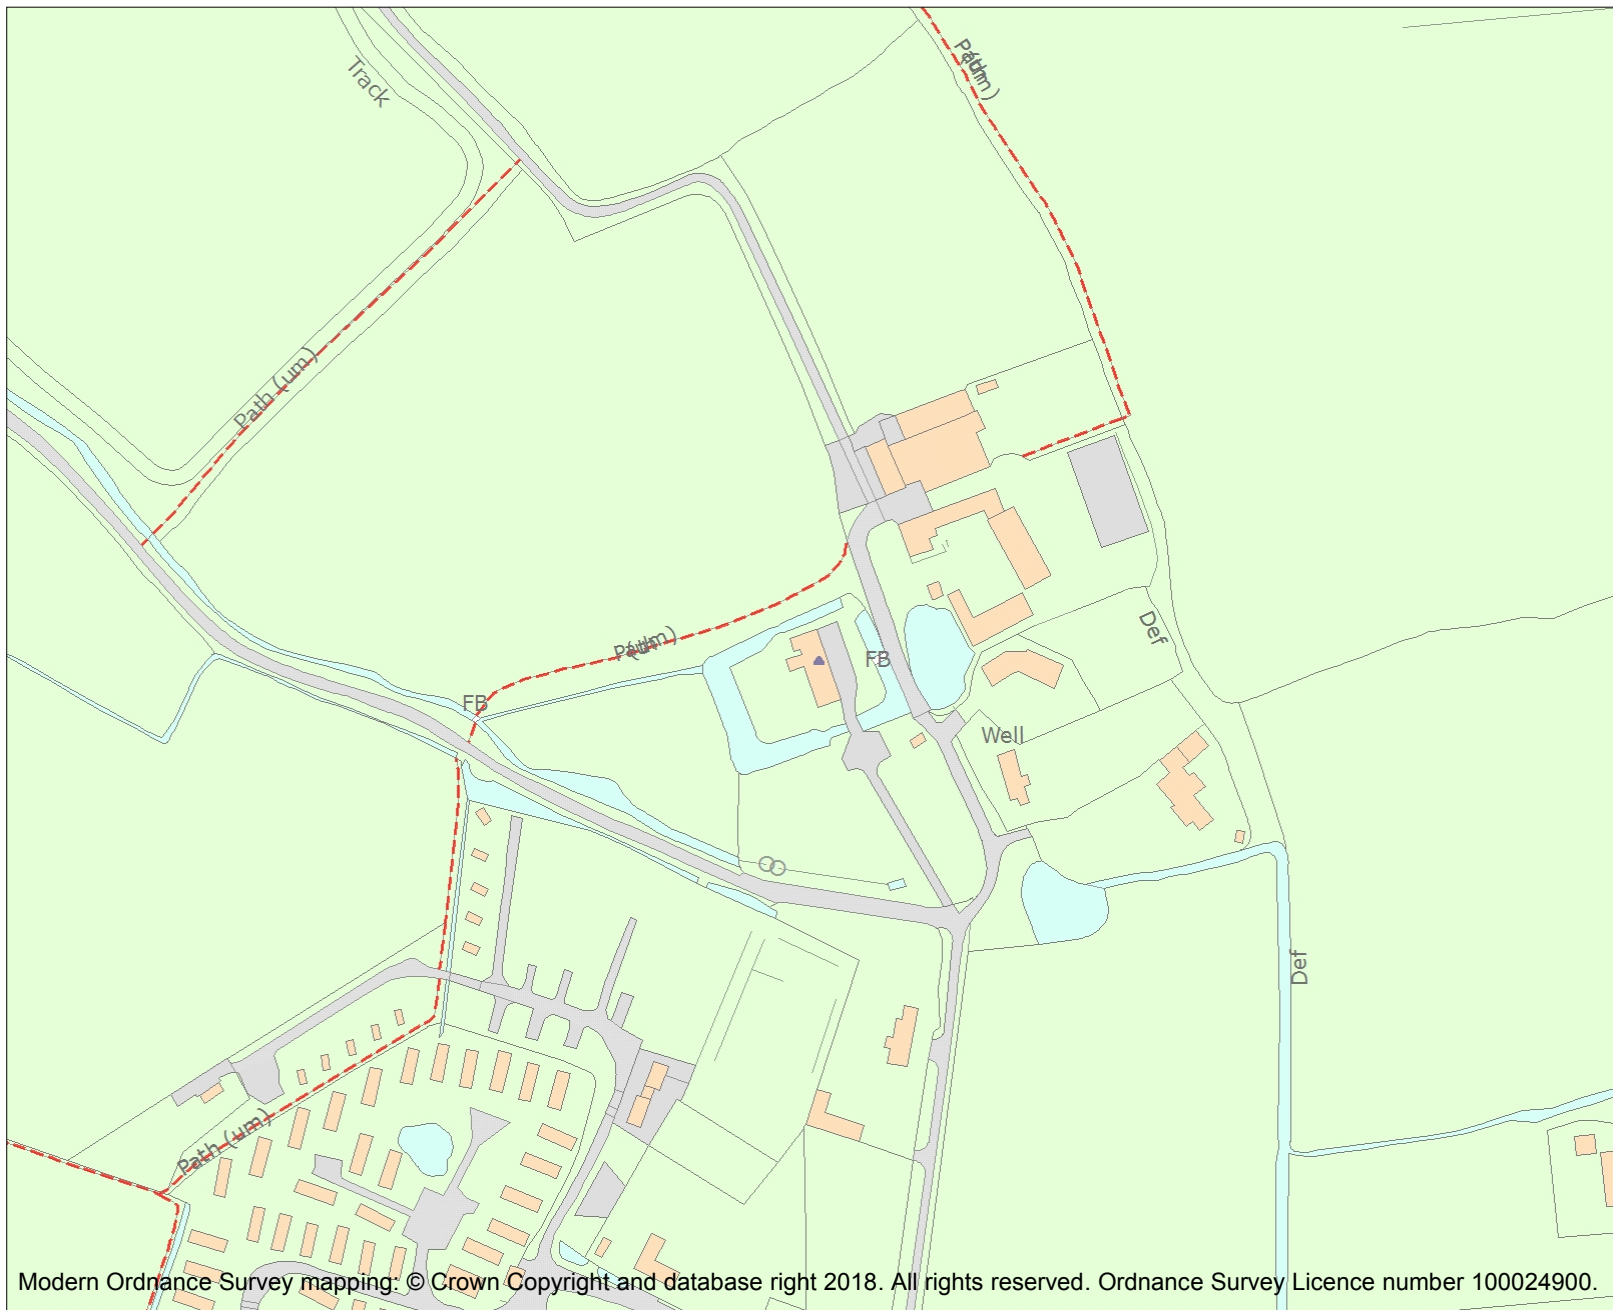 Track
Path (um)
Path (um)
Path (um)
FB
FB
Def
Well
Def
Path (um)
Modern Ordnance Survey mapping: © Crown Copyright and database right 2018. All rights reserved. Ordnance Survey Licence number 100024900.